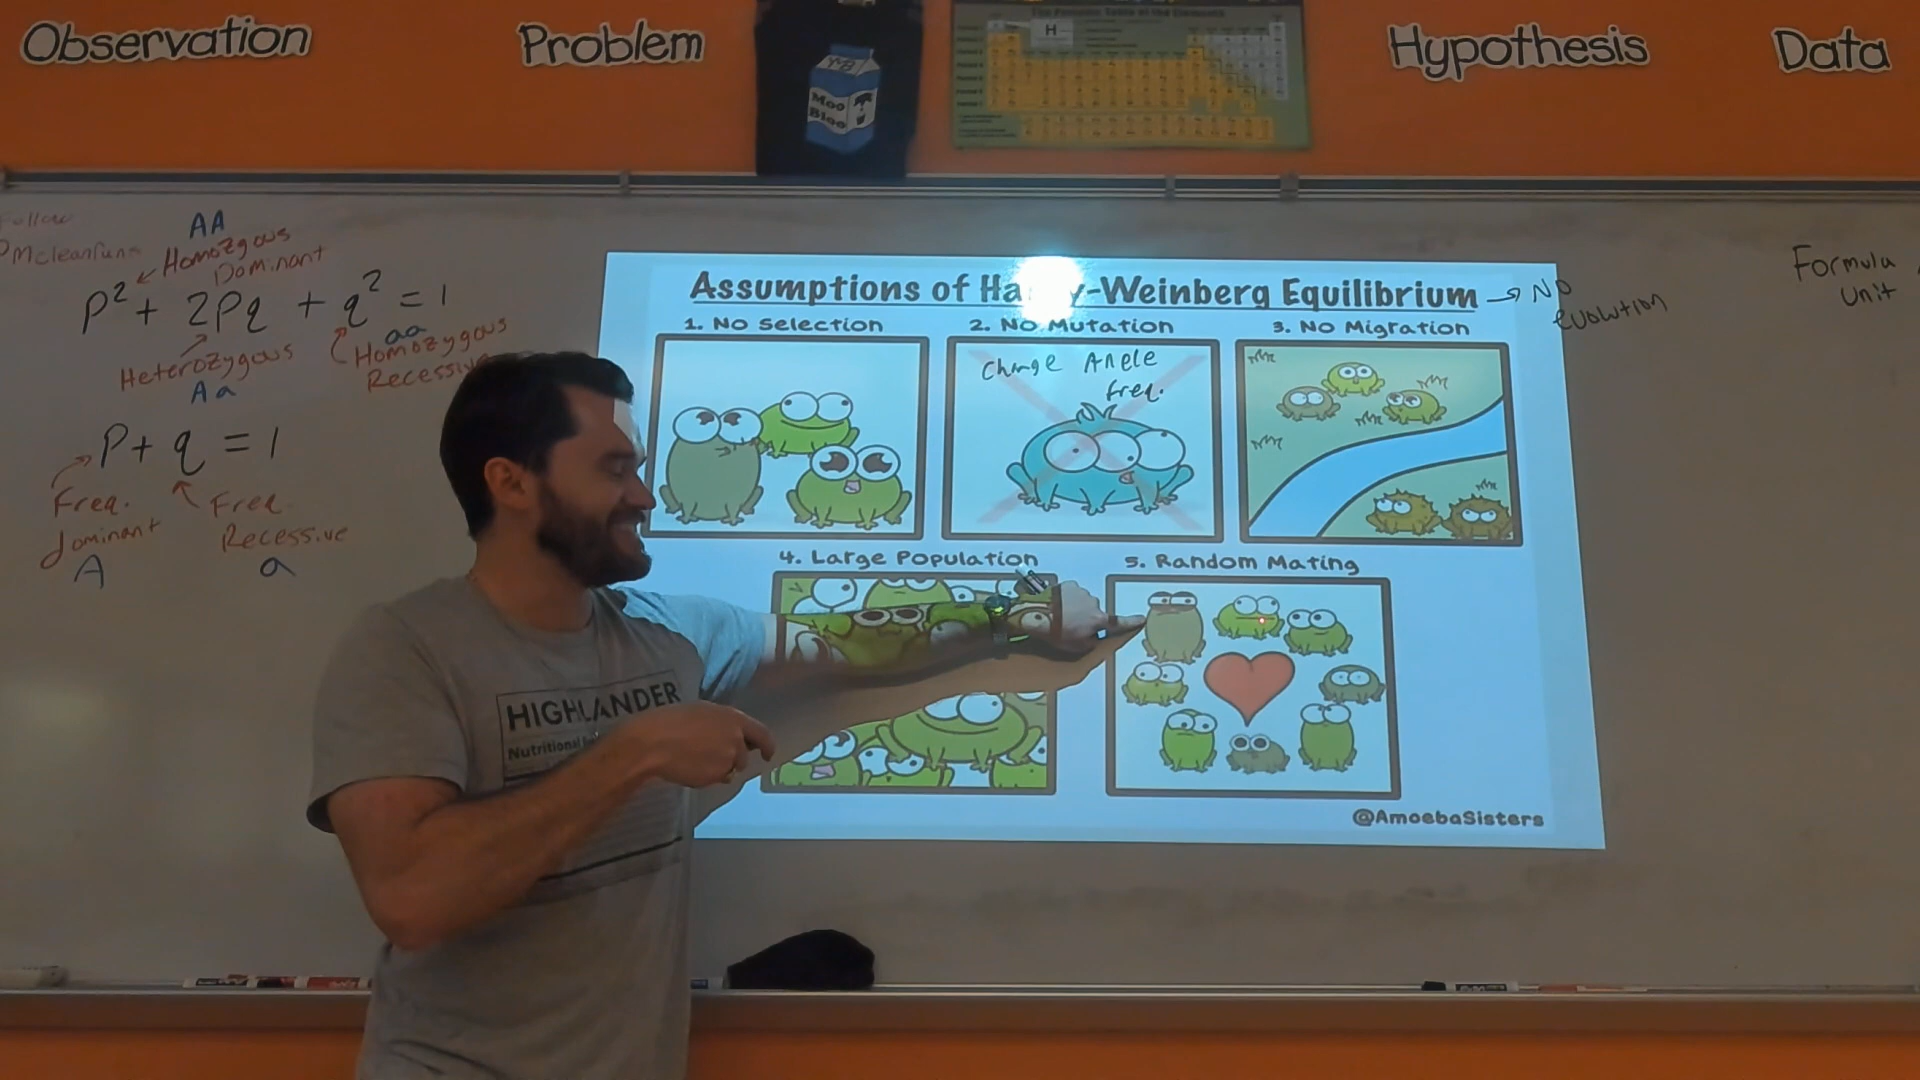 Observation
Problem
Hypothesis
Data
YMB
Moo
Bloo
H
Follow
AA
Homozygous
Dominant
p² + 2pq + q² = 1
Heterozygous
Aa
aa
Homozygous
Recessive
p + q = 1
Freq.
dominant
A
Freq.
Recessive
a
Assumptions of Ha y-Weinberg Equilibrium → No
evolution
1. No Selection
2. No Mutation
Change Allele
freq.
3. No Migration
4. Large Population
5. Random Mating
@AmoebaSisters
Formula
Unit
HIGHLANDER
Nutritional